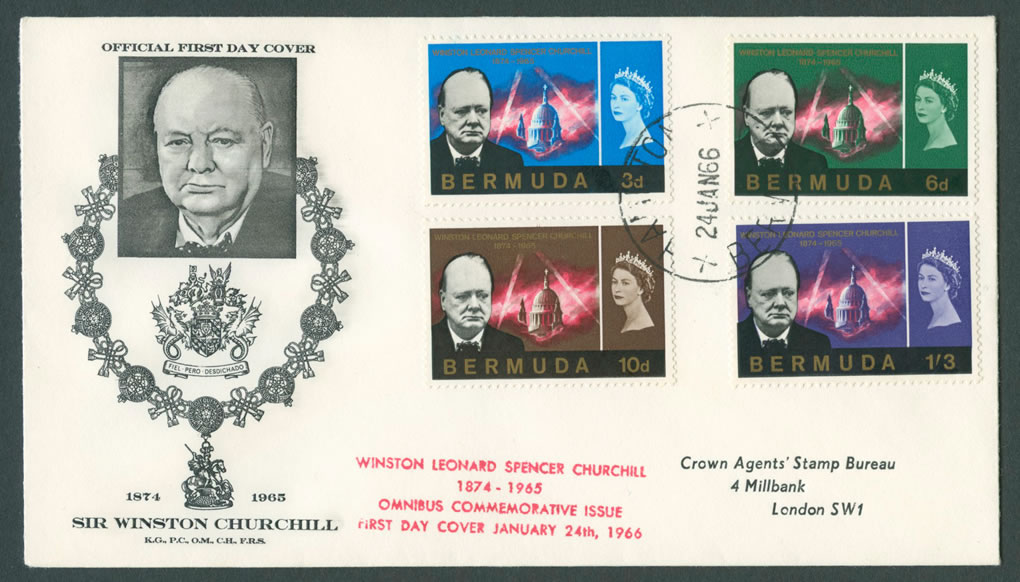 OFFICIAL FIRST DAY COVER
FIEL · PERO · DESDICHADO
1874 1965
SIR WINSTON CHURCHILL
K.G., P.C., O.M., C.H., F.R.S.
WINSTON LEONARD SPENCER CHURCHILL
1874-1965
BERMUDA 3d
WINSTON LEONARD SPENCER CHURCHILL
1874-1965
BERMUDA 6d
WINSTON LEONARD SPENCER CHURCHILL
1874-1965
BERMUDA 10d
WINSTON LEONARD SPENCER CHURCHILL
1874-1965
BERMUDA 1'3
24 JAN 66
WINSTON LEONARD SPENCER CHURCHILL
1874-1965
OMNIBUS COMMEMORATIVE ISSUE
FIRST DAY COVER JANUARY 24th, 1966
Crown Agents' Stamp Bureau
4 Millbank
London SW1